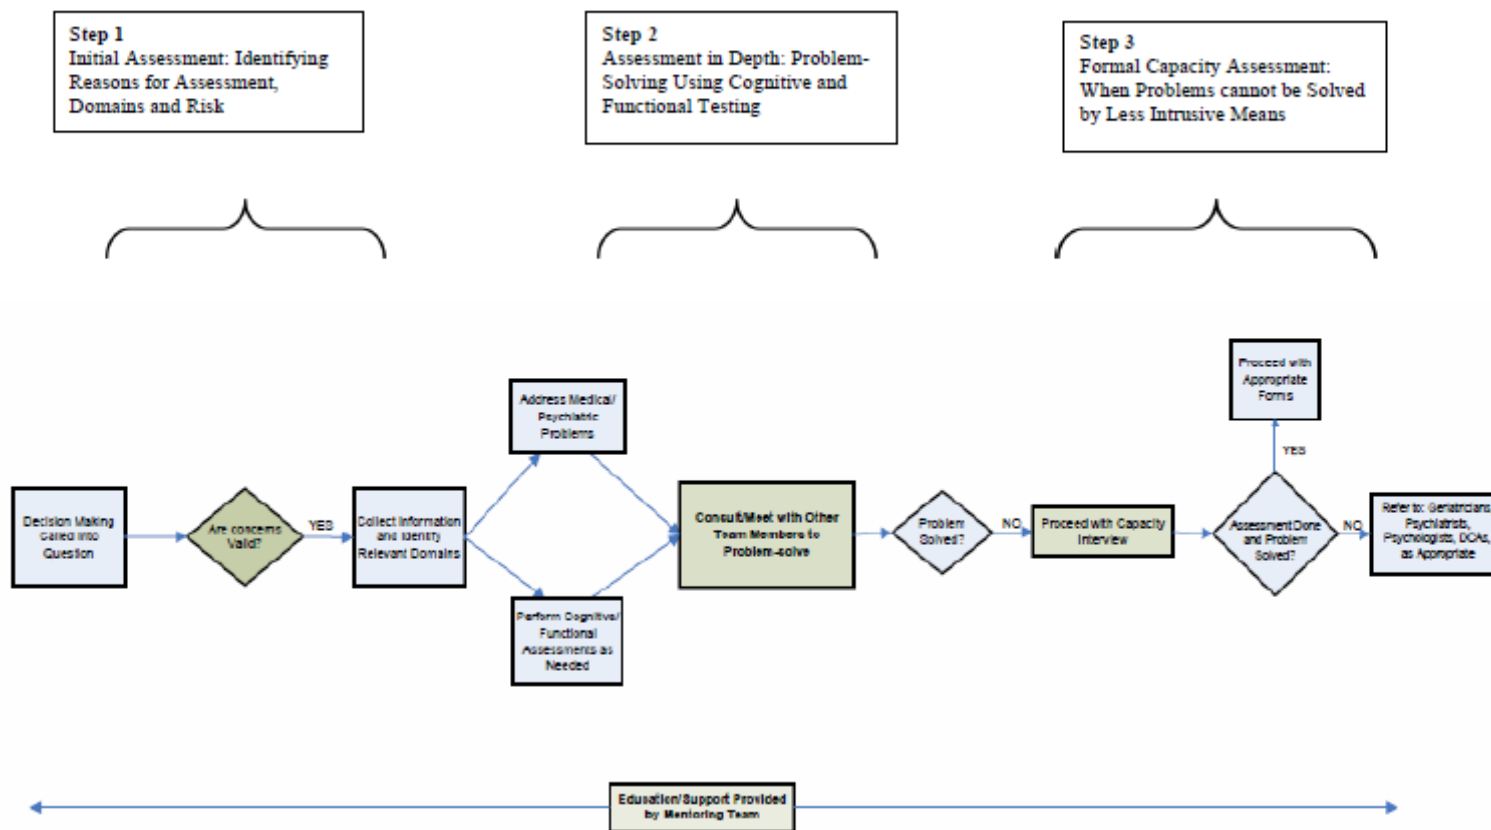 Step 1
Initial Assessment: Identifying
Reasons for Assessment,
Domains and Risk
Step 2
Assessment in Depth: Problem-
Solving Using Cognitive and
Functional Testing
Step 3
Formal Capacity Assessment:
When Problems cannot be Solved
by Less Intrusive Means
Decision Making
Called Into
Question
Are concerns
Valid?
YES
Collect Information
and Identify
Relevant Domains
Address Medical/
Psychiatric
Problems
Perform Cognitive/
Functional
Assessments as
Needed
Consult/Meet with Other
Team Members to
Problem-solve
Problem
Solved?
NO
Proceed with Capacity
Interview
Assessment Done
and Problem
Solved?
YES
Proceed with
Appropriate
Forms
NO
Refer to: Geriatricians,
Psychiatrists,
Psychologists, DCAs,
as Appropriate
Education/Support Provided
by Mentoring Team